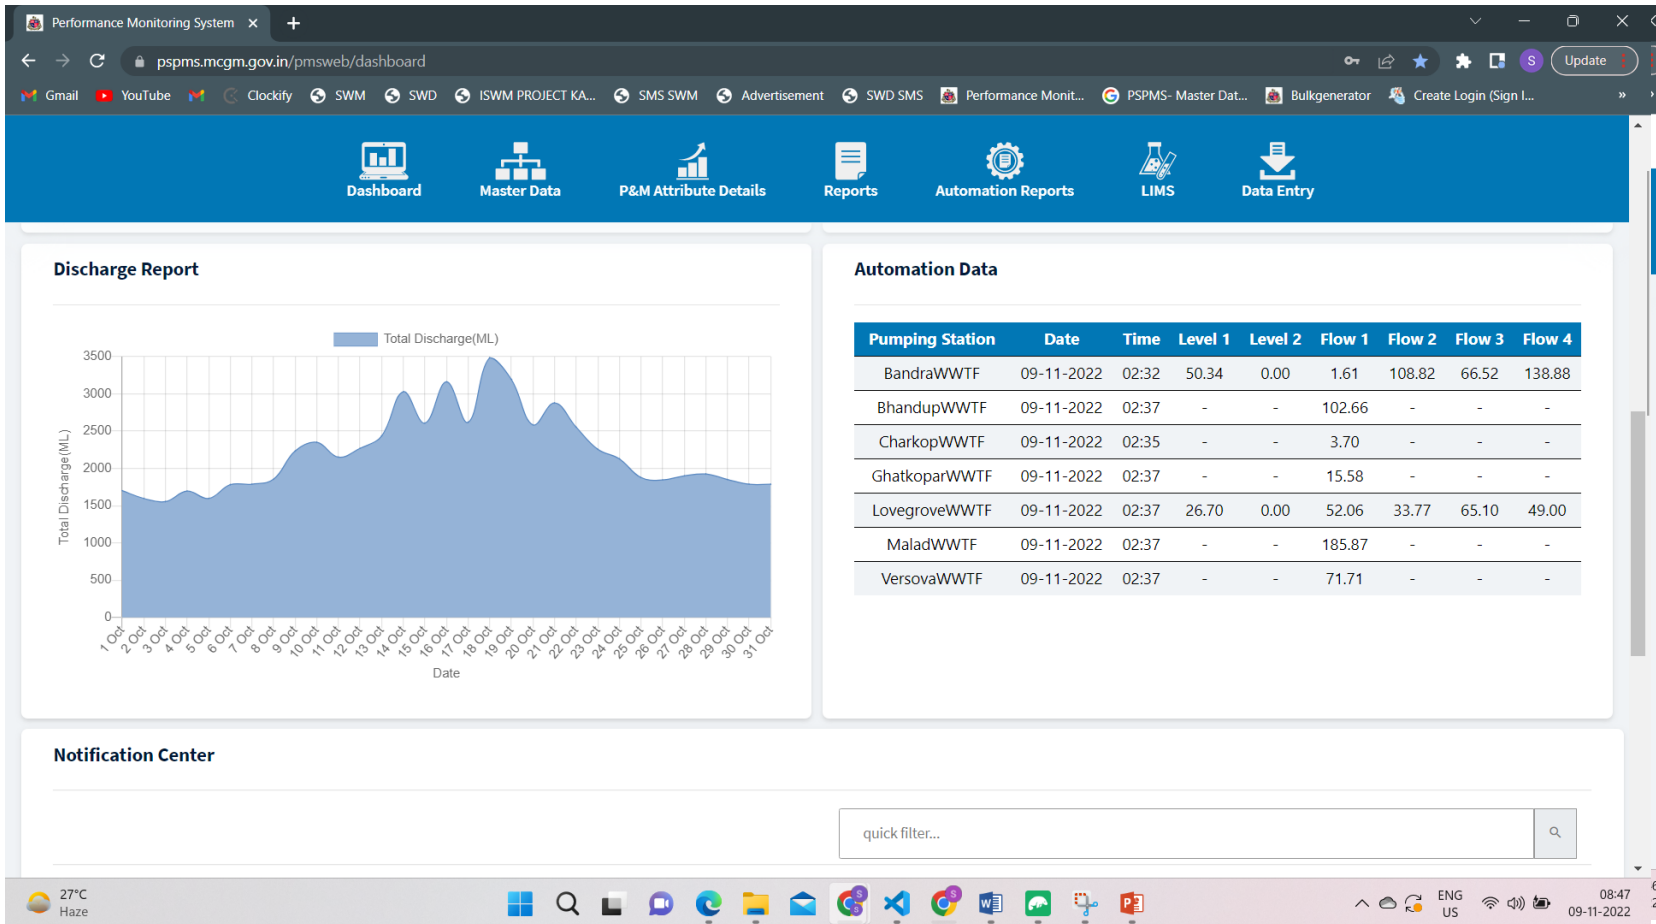 Performance Monitoring System
pspms.mcgm.gov.in/pmsweb/dashboard
S
Update
Gmail YouTube Clockify SWM SWD ISWM PROJECT KA... SMS SWM Advertisement SWD SMS Performance Monit... PSPMS- Master Dat... Bulkgenerator Create Login (Sign I... »
Dashboard Master Data P&M Attribute Details Reports Automation Reports LIMS Data Entry
Discharge Report
Total Discharge(ML)
Total Discharge(ML)
3500
3000
2500
2000
1500
1000
500
0
1 Oct 2 Oct 3 Oct 4 Oct 5 Oct 6 Oct 7 Oct 8 Oct 9 Oct 10 Oct 11 Oct 12 Oct 13 Oct 14 Oct 15 Oct 16 Oct 17 Oct 18 Oct 19 Oct 20 Oct 21 Oct 22 Oct 23 Oct 24 Oct 25 Oct 26 Oct 27 Oct 28 Oct 29 Oct 30 Oct 31 Oct
Date
Automation Data
Pumping Station Date Time Level 1 Level 2 Flow 1 Flow 2 Flow 3 Flow 4
BandraWWTF 09-11-2022 02:32 50.34 0.00 1.61 108.82 66.52 138.88
BhandupWWTF 09-11-2022 02:37 - - 102.66 - - -
CharkopWWTF 09-11-2022 02:35 - - 3.70 - - -
GhatkoparWWTF 09-11-2022 02:37 - - 15.58 - - -
LovegroveWWTF 09-11-2022 02:37 26.70 0.00 52.06 33.77 65.10 49.00
MaladWWTF 09-11-2022 02:37 - - 185.87 - - -
VersovaWWTF 09-11-2022 02:37 - - 71.71 - - -
Notification Center
quick filter...
27°C
Haze
ENG
US
08:47
09-11-2022